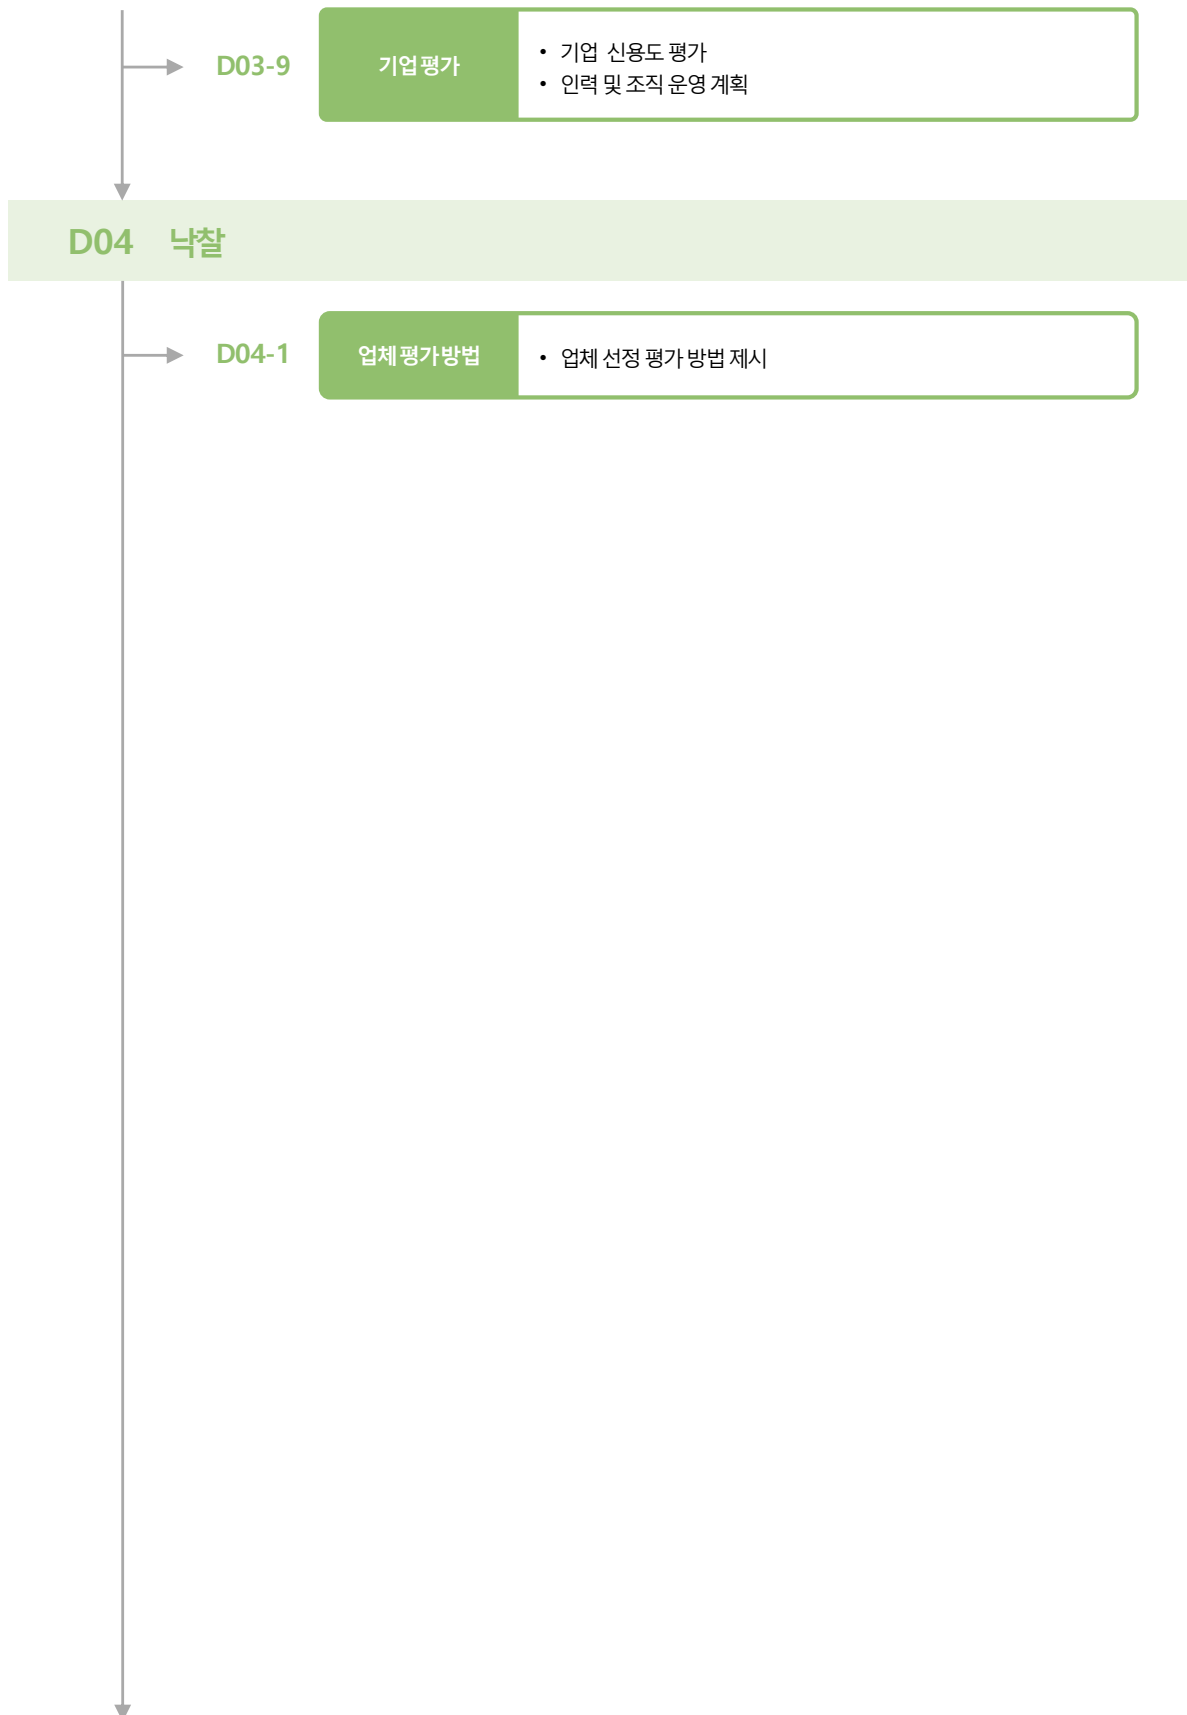 D03-9
기업 평가
• 기업 신용도 평가
• 인력 및 조직 운영 계획
D04 낙찰
D04-1
업체 평가 방법
• 업체 선정 평가 방법 제시